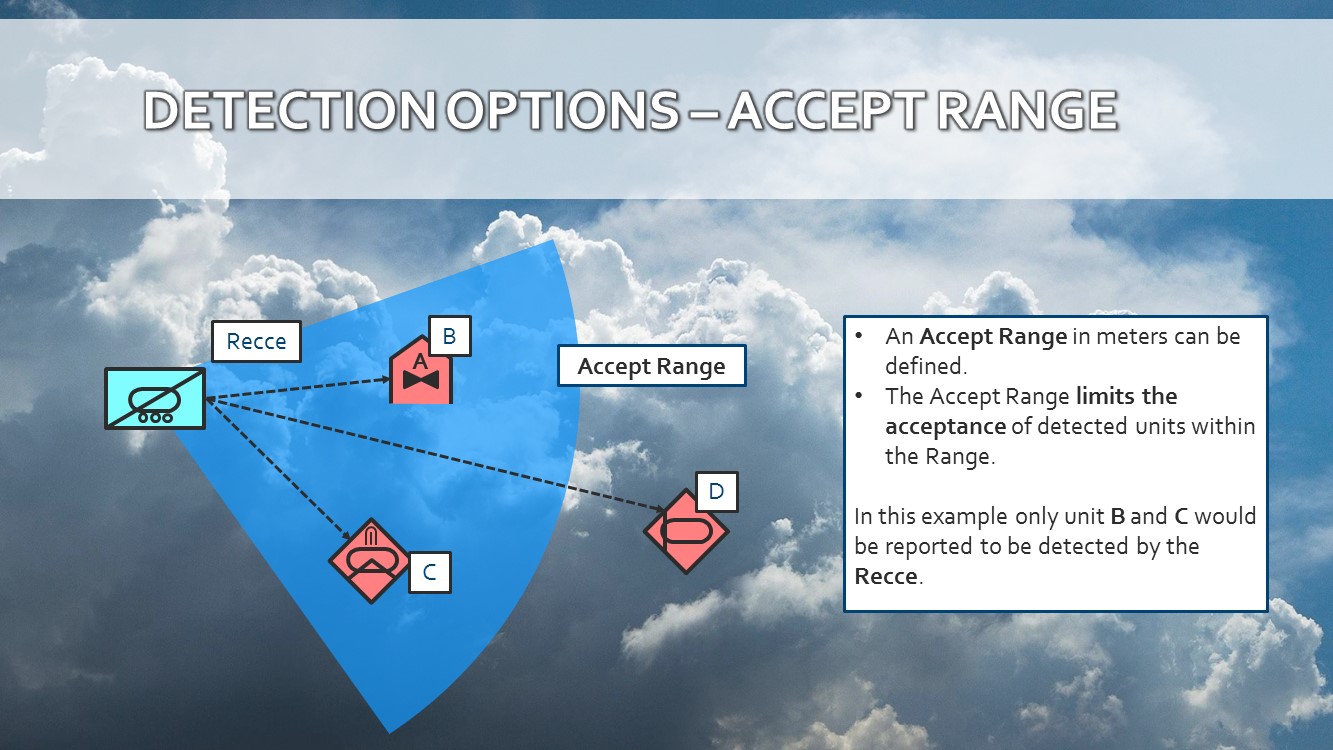 DETECTION OPTIONS – ACCEPT RANGE
Recce
B
A
Accept Range
D
C
• An Accept Range in meters can be
defined.
• The Accept Range limits the
acceptance of detected units within
the Range.
In this example only unit B and C would
be reported to be detected by the
Recce.